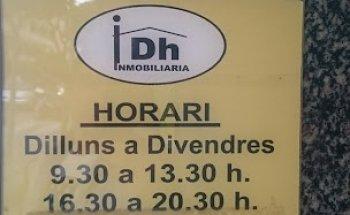 iDh
INMOBILIARIA
HORARI
Dilluns a Divendres
9.30 a 13.30 h.
16.30 a 20.30 h.